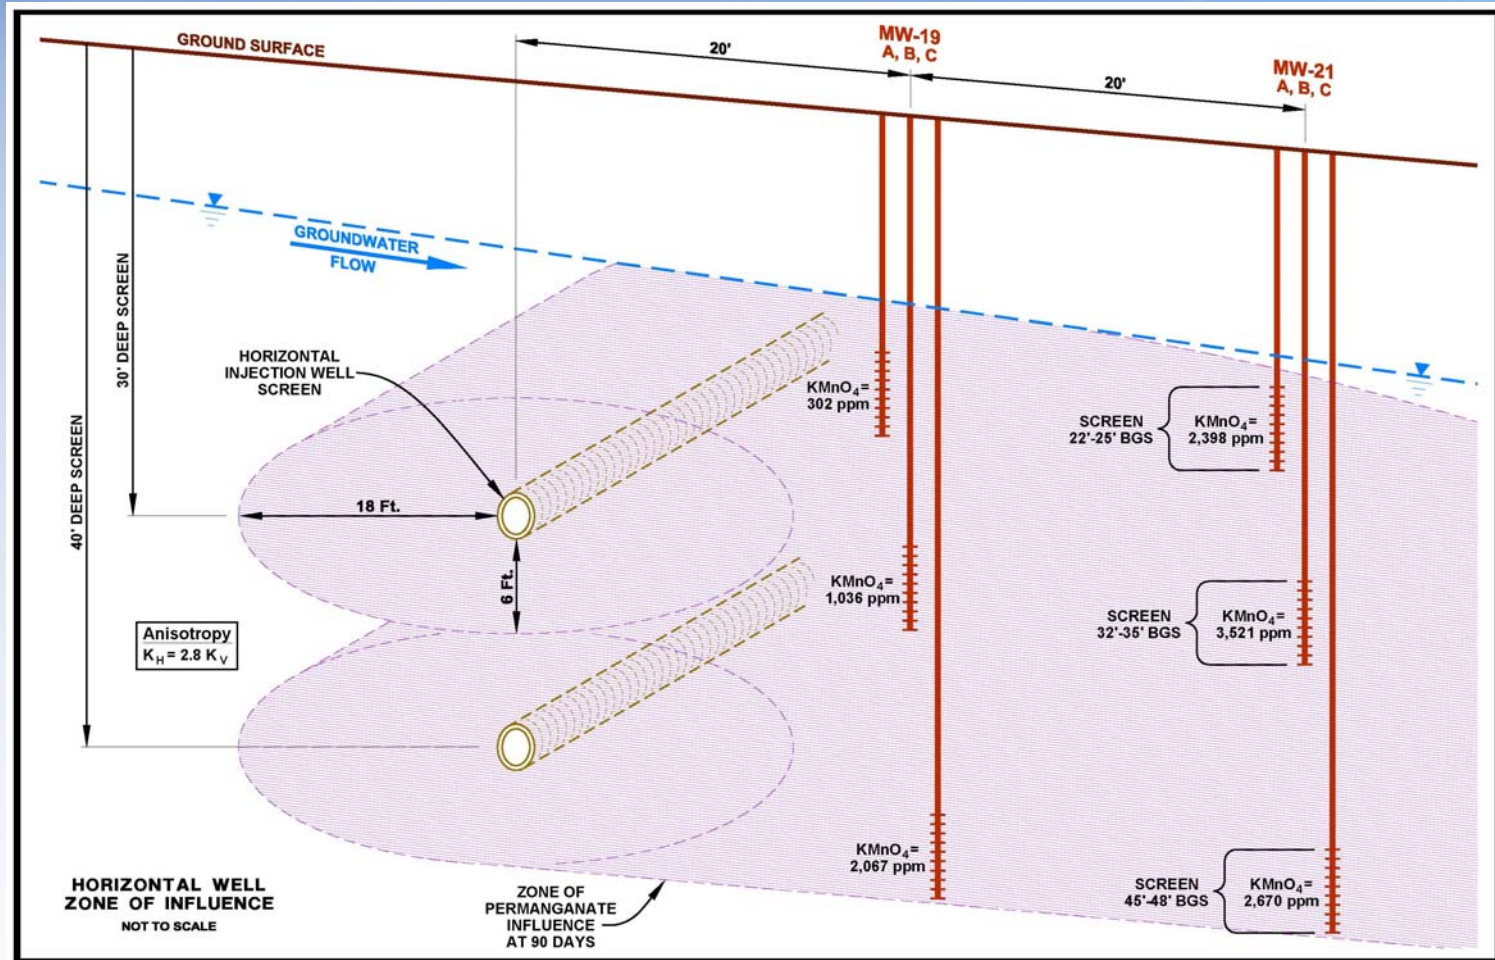 GROUND SURFACE
20'
MW-19
A, B, C
20'
MW-21
A, B, C
GROUNDWATER
FLOW
30' DEEP SCREEN
40' DEEP SCREEN
HORIZONTAL
INJECTION WELL
SCREEN
KMnO₄=
302 ppm
SCREEN
22'-25' BGS
KMnO₄=
2,398 ppm
18 Ft.
6 Ft.
KMnO₄=
1,036 ppm
SCREEN
32'-35' BGS
KMnO₄=
3,521 ppm
Anisotropy
K_H = 2.8 K_V
KMnO₄=
2,067 ppm
SCREEN
45'-48' BGS
KMnO₄=
2,670 ppm
HORIZONTAL WELL
ZONE OF INFLUENCE
NOT TO SCALE
ZONE OF
PERMANGANATE
INFLUENCE
AT 90 DAYS